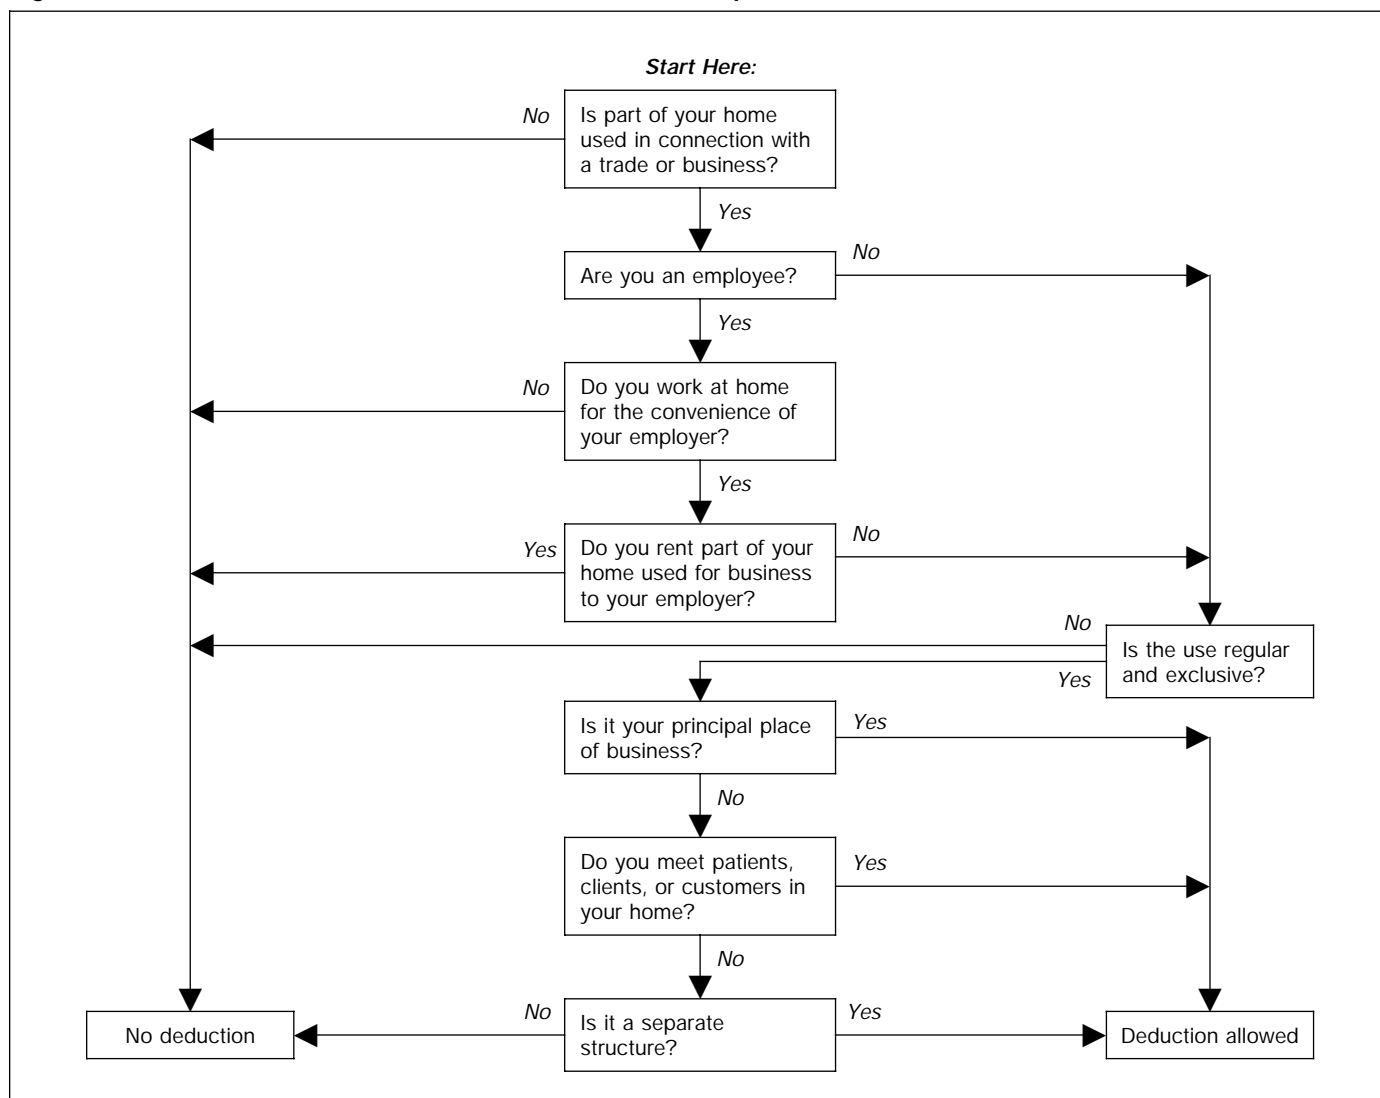 Start Here:
No
Is part of your home
used in connection with
a trade or business?
Yes
Are you an employee?
No
Yes
No
Do you work at home
for the convenience of
your employer?
Yes
Yes
Do you rent part of your
home used for business
to your employer?
No
No
Is the use regular
and exclusive?
Yes
Is it your principal place
of business?
Yes
No
Do you meet patients,
clients, or customers in
your home?
Yes
No
No
Is it a separate
structure?
Yes
No deduction
Deduction allowed